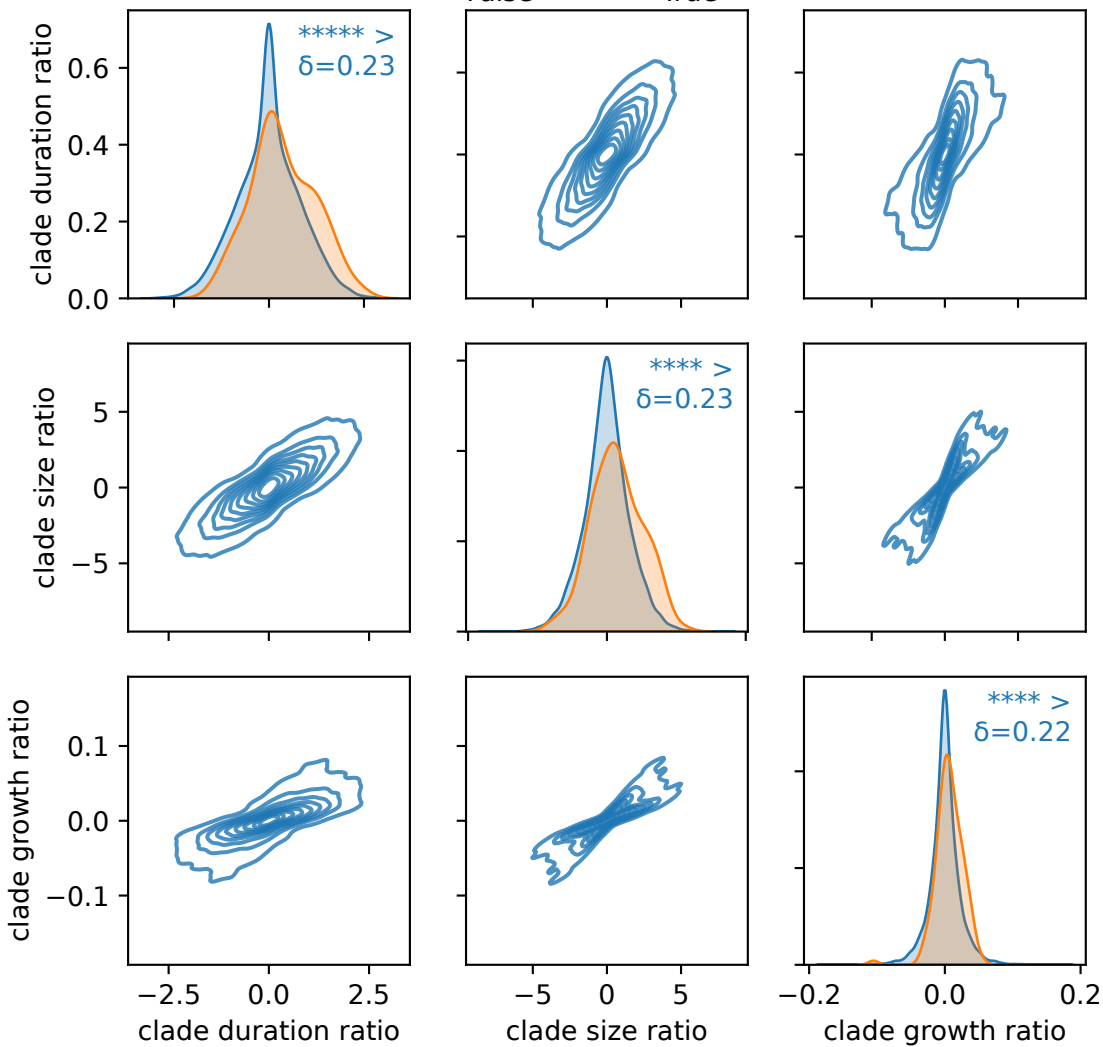 clade duration ratio
0.6
0.4
0.2
0.0
***** >
δ=0.23
clade size ratio
5
0
−5
**** >
δ=0.23
clade growth ratio
0.1
0.0
−0.1
**** >
δ=0.22
−2.5 0.0 2.5
−5 0 5
−0.2 0.0 0.2
clade duration ratio
clade size ratio
clade growth ratio